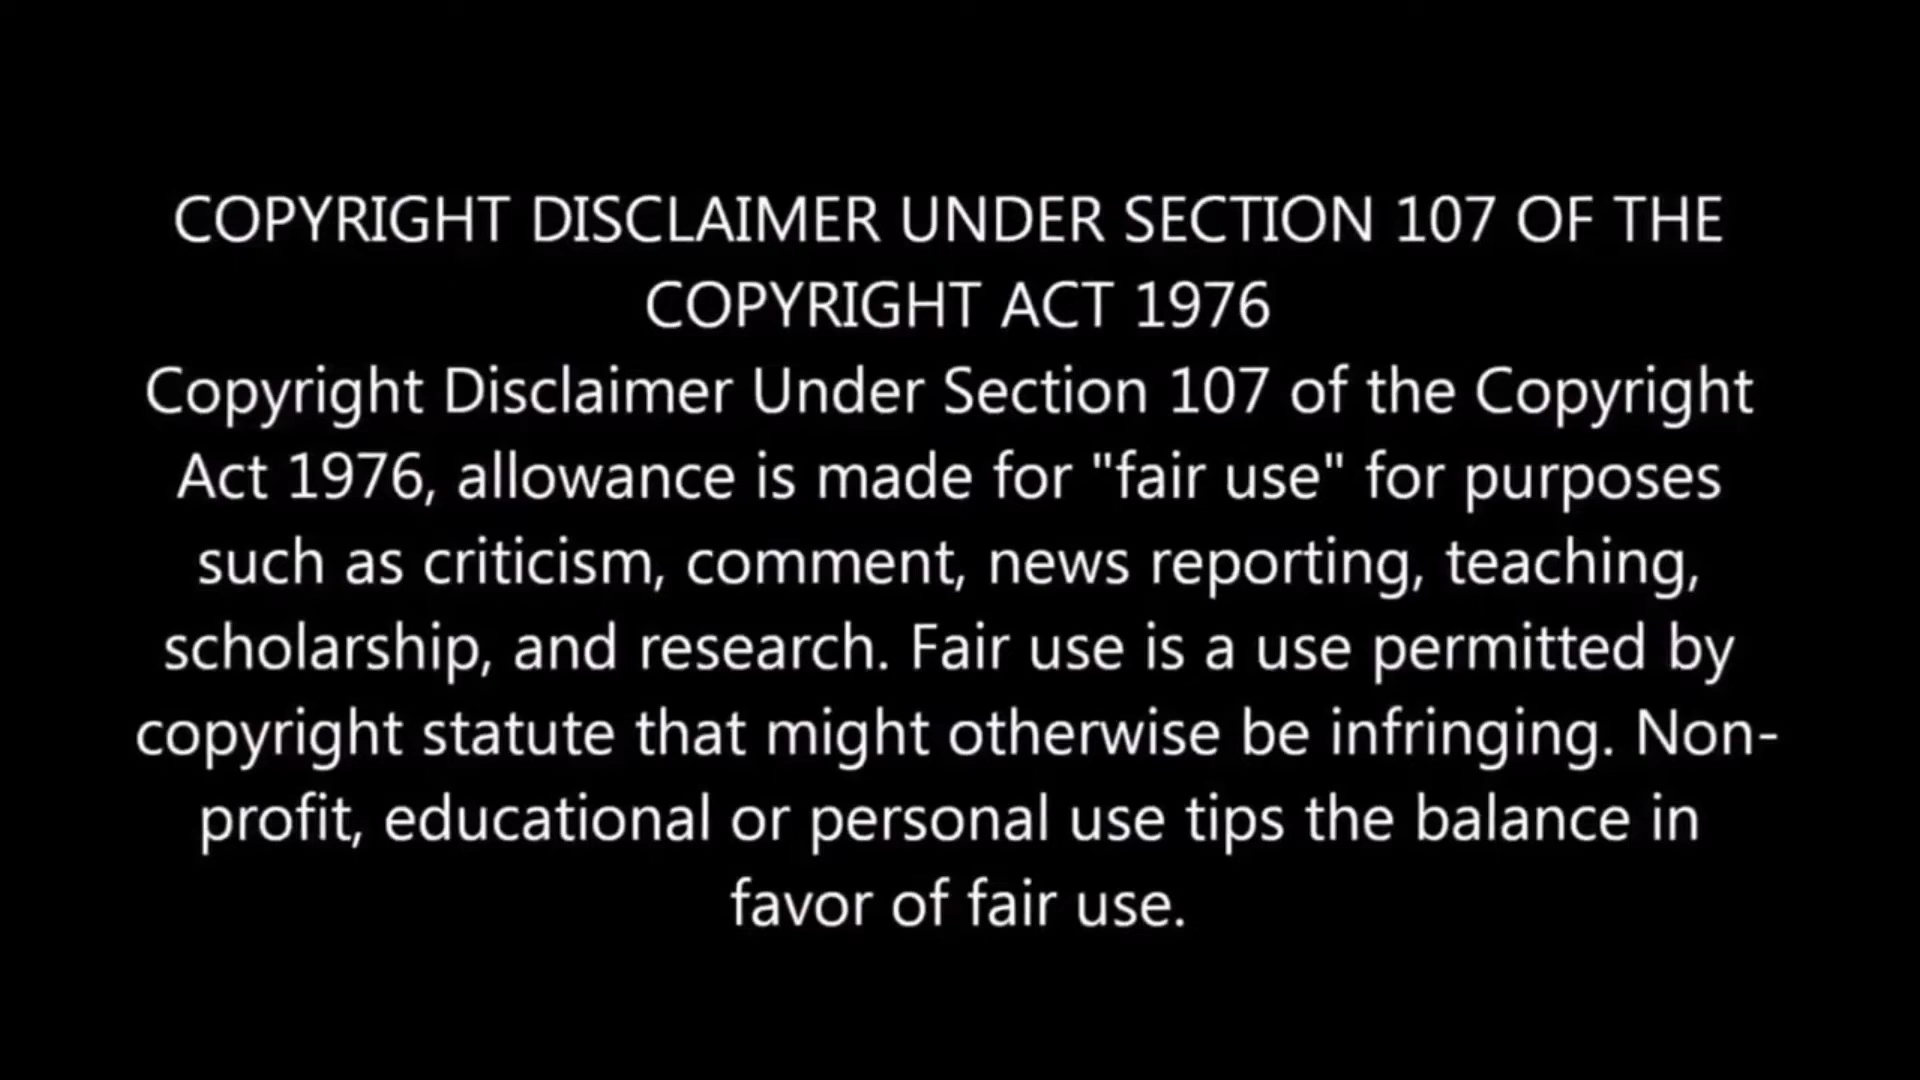 COPYRIGHT DISCLAIMER UNDER SECTION 107 OF THE
COPYRIGHT ACT 1976
Copyright Disclaimer Under Section 107 of the Copyright
Act 1976, allowance is made for "fair use" for purposes
such as criticism, comment, news reporting, teaching,
scholarship, and research. Fair use is a use permitted by
copyright statute that might otherwise be infringing. Non-
profit, educational or personal use tips the balance in
favor of fair use.